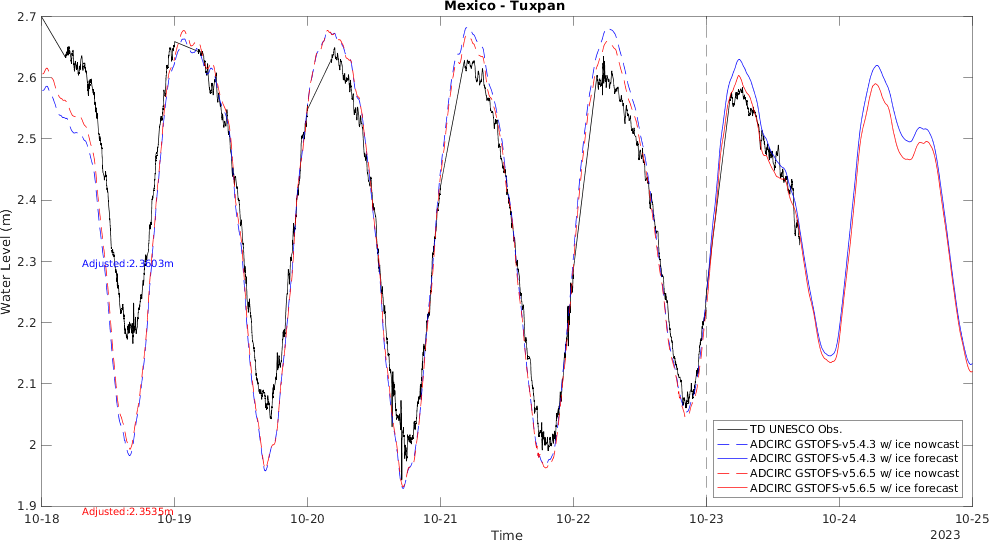 Mexico - Tuxpan
2.7
2.6
2.5
2.4
2.3
2.2
2.1
2
1.9
Water Level (m)
Adjusted:2.3603m
Adjusted:2.3535m
TD UNESCO Obs.
ADCIRC GSTOFS-v5.4.3 w/ ice nowcast
ADCIRC GSTOFS-v5.4.3 w/ ice forecast
ADCIRC GSTOFS-v5.6.5 w/ ice nowcast
ADCIRC GSTOFS-v5.6.5 w/ ice forecast
10-18 10-19 10-20 10-21 10-22 10-23 10-24 10-25
Time
2023